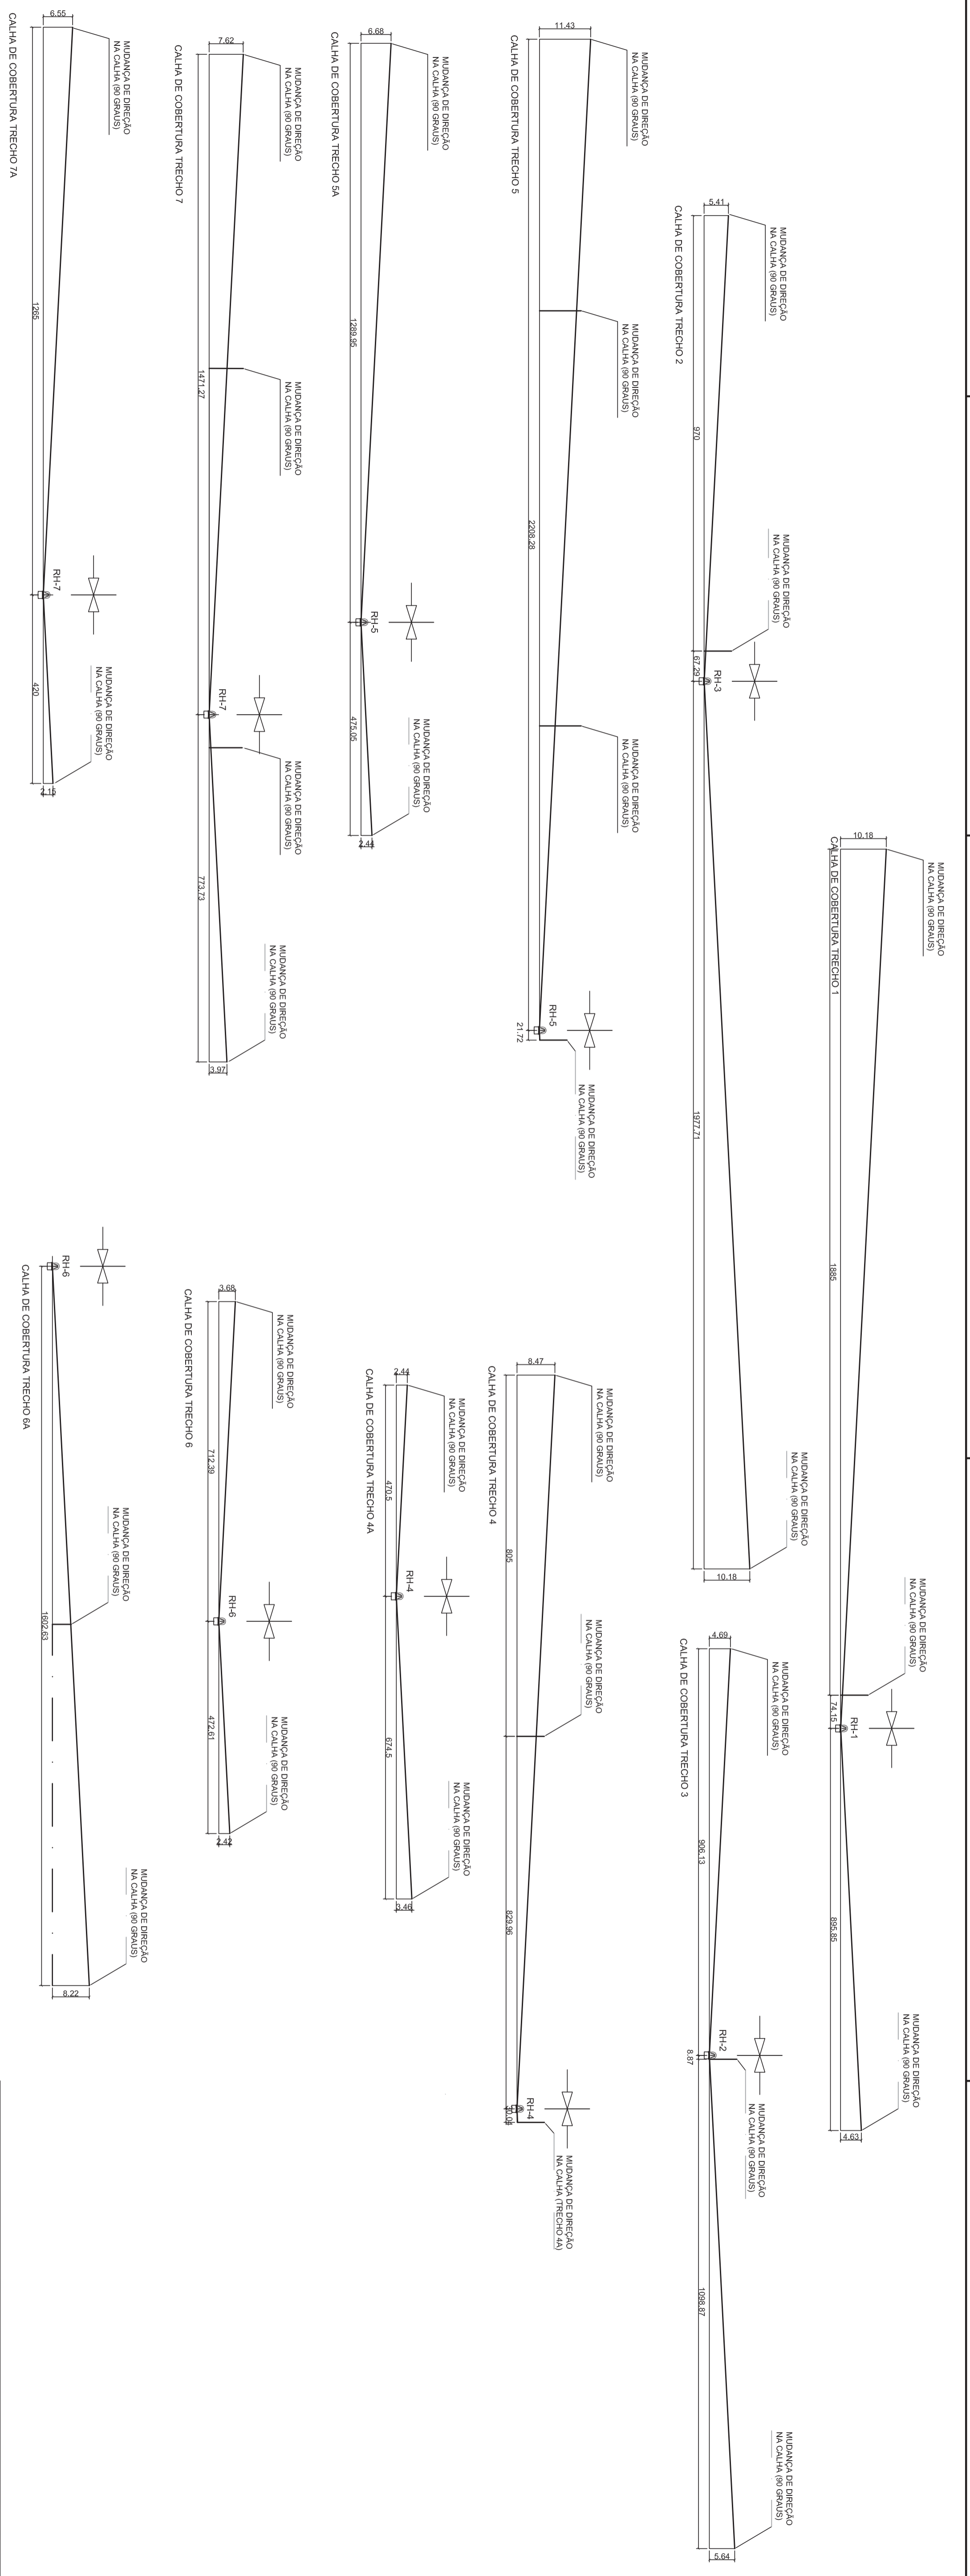 MUDANÇA DE DIREÇÃO
NA CALHA (90 GRAUS)
MUDANÇA DE DIREÇÃO
NA CALHA (90 GRAUS)
MUDANÇA DE DIREÇÃO
NA CALHA (90 GRAUS)
10.18
RH-1
4.63
1885
74.15
895.85
CALHA DE COBERTURA TRECHO 1
MUDANÇA DE DIREÇÃO
NA CALHA (90 GRAUS)
MUDANÇA DE DIREÇÃO
NA CALHA (90 GRAUS)
MUDANÇA DE DIREÇÃO
NA CALHA (90 GRAUS)
5.41
RH-3
10.18
970
67.29
1977.71
CALHA DE COBERTURA TRECHO 2
MUDANÇA DE DIREÇÃO
NA CALHA (90 GRAUS)
MUDANÇA DE DIREÇÃO
NA CALHA (90 GRAUS)
MUDANÇA DE DIREÇÃO
NA CALHA (90 GRAUS)
4.69
RH-2
5.64
906.13
8.87
1098.87
CALHA DE COBERTURA TRECHO 3
MUDANÇA DE DIREÇÃO
NA CALHA (90 GRAUS)
MUDANÇA DE DIREÇÃO
NA CALHA (90 GRAUS)
MUDANÇA DE DIREÇÃO
NA CALHA (90 GRAUS)
MUDANÇA DE DIREÇÃO
NA CALHA (90 GRAUS)
11.43
RH-5
2208.28
21.72
CALHA DE COBERTURA TRECHO 5
MUDANÇA DE DIREÇÃO
NA CALHA (90 GRAUS)
MUDANÇA DE DIREÇÃO
NA CALHA (90 GRAUS)
MUDANÇA DE DIREÇÃO
NA CALHA (TRECHO 4A)
8.47
RH-4
805
829.96
30.04
CALHA DE COBERTURA TRECHO 4
MUDANÇA DE DIREÇÃO
NA CALHA (90 GRAUS)
MUDANÇA DE DIREÇÃO
NA CALHA (90 GRAUS)
6.68
RH-5
2.44
1289.95
475.05
CALHA DE COBERTURA TRECHO 5A
MUDANÇA DE DIREÇÃO
NA CALHA (90 GRAUS)
MUDANÇA DE DIREÇÃO
NA CALHA (90 GRAUS)
2.44
RH-4
3.46
470.5
674.5
CALHA DE COBERTURA TRECHO 4A
MUDANÇA DE DIREÇÃO
NA CALHA (90 GRAUS)
MUDANÇA DE DIREÇÃO
NA CALHA (90 GRAUS)
MUDANÇA DE DIREÇÃO
NA CALHA (90 GRAUS)
MUDANÇA DE DIREÇÃO
NA CALHA (90 GRAUS)
7.62
RH-7
3.97
1471.27
773.73
CALHA DE COBERTURA TRECHO 7
MUDANÇA DE DIREÇÃO
NA CALHA (90 GRAUS)
MUDANÇA DE DIREÇÃO
NA CALHA (90 GRAUS)
3.68
RH-6
2.42
712.39
472.61
CALHA DE COBERTURA TRECHO 6
MUDANÇA DE DIREÇÃO
NA CALHA (90 GRAUS)
MUDANÇA DE DIREÇÃO
NA CALHA (90 GRAUS)
6.55
RH-7
2.15
1265
420
CALHA DE COBERTURA TRECHO 7A
MUDANÇA DE DIREÇÃO
NA CALHA (90 GRAUS)
MUDANÇA DE DIREÇÃO
NA CALHA (90 GRAUS)
RH-6
8.22
1602.63
CALHA DE COBERTURA TRECHO 6A